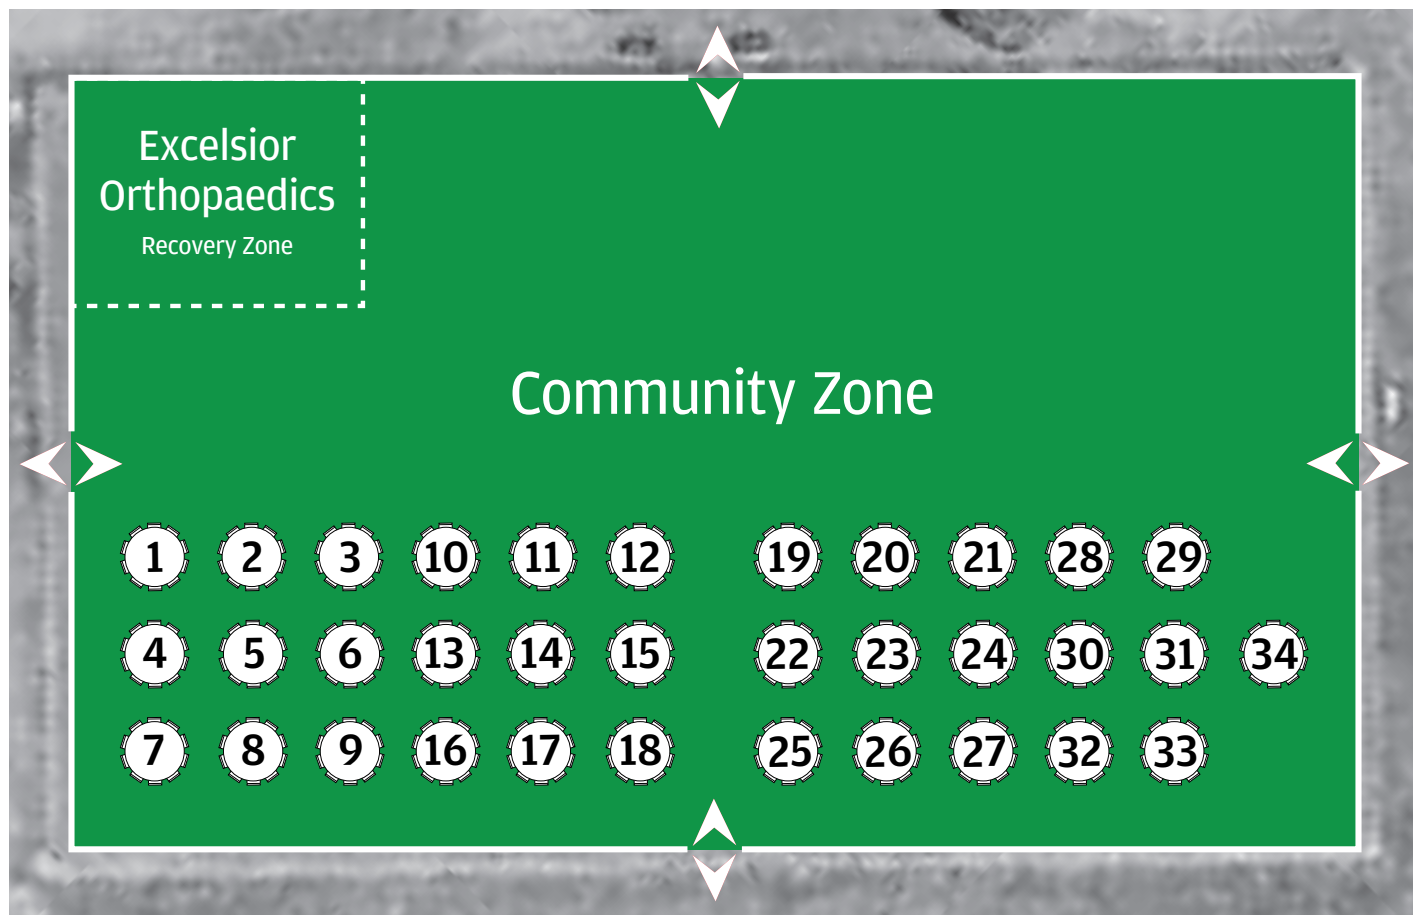 Excelsior
Orthopaedics
Recovery Zone
Community Zone
1 2 3 10 11 12 19 20 21 28 29
4 5 6 13 14 15 22 23 24 30 31 34
7 8 9 16 17 18 25 26 27 32 33